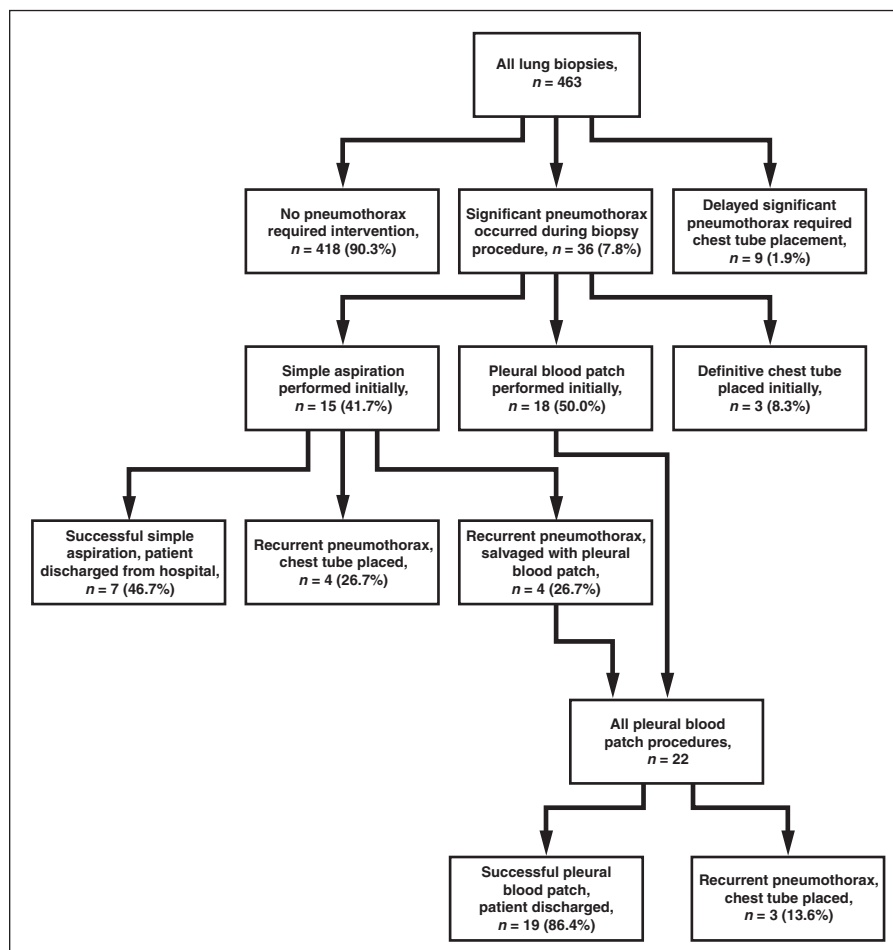 All lung biopsies,
n = 463
No pneumothorax
required intervention,
n = 418 (90.3%)
Significant pneumothorax
occurred during biopsy
procedure, n = 36 (7.8%)
Delayed significant
pneumothorax required
chest tube placement,
n = 9 (1.9%)
Simple aspiration
performed initially,
n = 15 (41.7%)
Pleural blood patch
performed initially,
n = 18 (50.0%)
Definitive chest tube
placed initially,
n = 3 (8.3%)
Successful simple
aspiration, patient
discharged from hospital,
n = 7 (46.7%)
Recurrent pneumothorax,
chest tube placed,
n = 4 (26.7%)
Recurrent pneumothorax,
salvaged with pleural
blood patch,
n = 4 (26.7%)
All pleural blood
patch procedures,
n = 22
Successful pleural
blood patch,
patient discharged,
n = 19 (86.4%)
Recurrent pneumothorax,
chest tube placed,
n = 3 (13.6%)